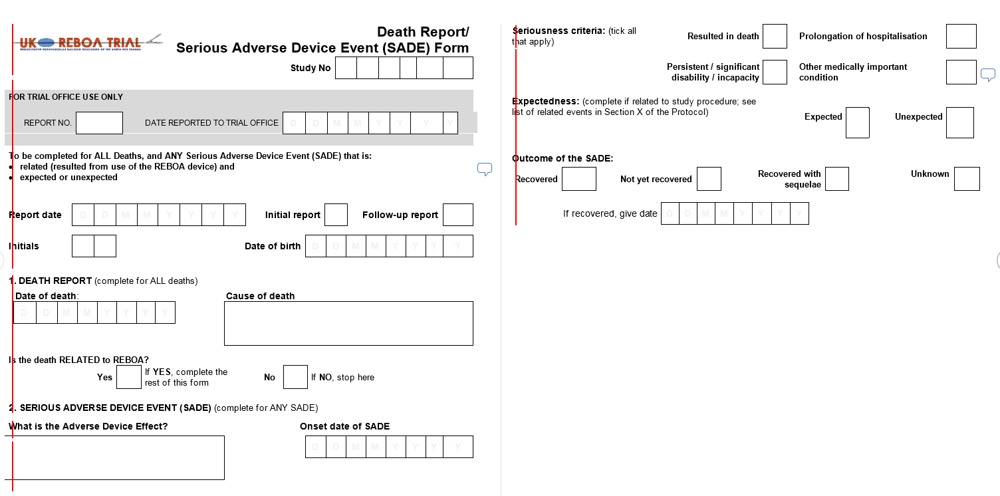 UK REBOA TRIAL
Death Report/
Serious Adverse Device Event (SADE) Form
Study No
FOR TRIAL OFFICE USE ONLY
REPORT NO. DATE REPORTED TO TRIAL OFFICE D D M M Y Y Y Y
To be completed for ALL Deaths, and ANY Serious Adverse Device Event (SADE) that is:
• related (resulted from use of the REBOA device) and
• expected or unexpected
Report date D D M M Y Y Y Y Initial report Follow-up report
Initials Date of birth D D M M Y Y Y Y
1. DEATH REPORT (complete for ALL deaths)
Date of death: Cause of death
D D M M Y Y Y Y
Is the death RELATED to REBOA?
Yes If YES, complete the
rest of this form
No If NO, stop here
2. SERIOUS ADVERSE DEVICE EVENT (SADE) (complete for ANY SADE)
What is the Adverse Device Effect? Onset date of SADE
D D M M Y Y Y Y
Seriousness criteria: (tick all
that apply)
Resulted in death Prolongation of hospitalisation
Persistent / significant
disability / incapacity
Other medically important
condition
Expectedness: (complete if related to study procedure; see
list of related events in Section X of the Protocol)
Expected Unexpected
Outcome of the SADE:
Recovered Not yet recovered Recovered with
sequelae
Unknown
If recovered, give date D D M M Y Y Y Y